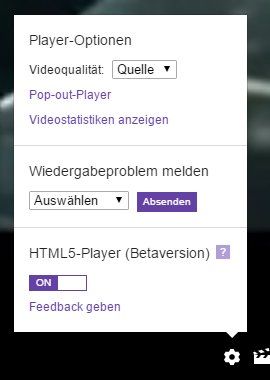 Player-Optionen
Videoqualität: Quelle
Pop-out-Player
Videostatistiken anzeigen
Wiedergabeproblem melden
Auswählen Absenden
HTML5-Player (Betaversion) ?
ON
Feedback geben